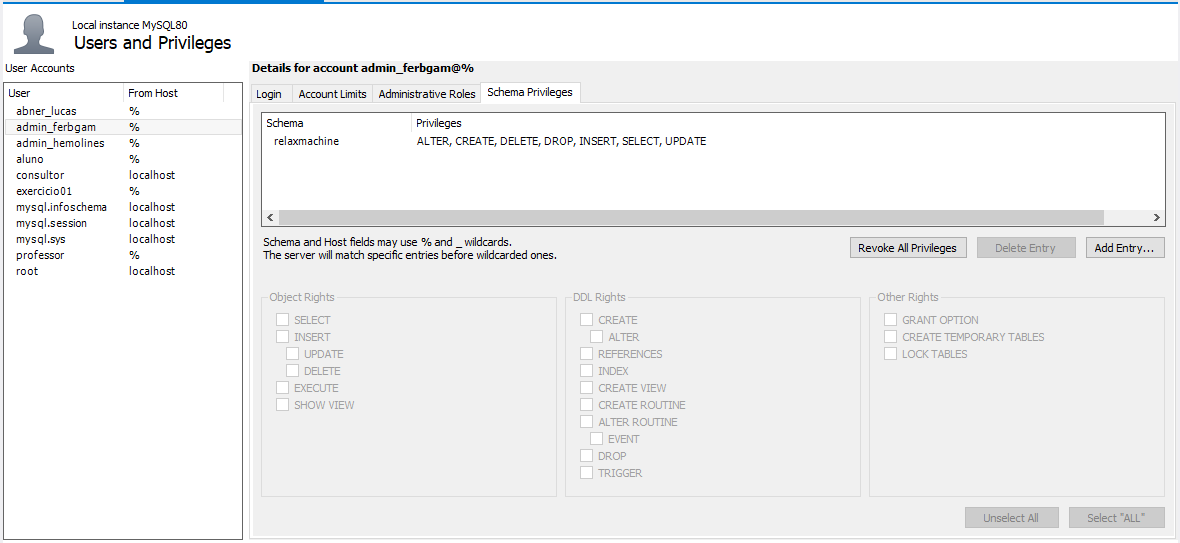 Local instance MySQL80
Users and Privileges
User Accounts
User From Host
abner_lucas %
admin_ferbgam %
admin_hemolines %
aluno %
consultor localhost
exercicio01 %
mysql.infoschema localhost
mysql.session localhost
mysql.sys localhost
professor %
root localhost
Details for account admin_ferbgam@%
Login Account Limits Administrative Roles Schema Privileges
Schema Privileges
relaxmachine ALTER, CREATE, DELETE, DROP, INSERT, SELECT, UPDATE
Schema and Host fields may use % and _ wildcards.
The server will match specific entries before wildcarded ones.
Revoke All Privileges Delete Entry Add Entry...
Object Rights
SELECT
INSERT
UPDATE
DELETE
EXECUTE
SHOW VIEW
DDL Rights
CREATE
ALTER
REFERENCES
INDEX
CREATE VIEW
CREATE ROUTINE
ALTER ROUTINE
EVENT
DROP
TRIGGER
Other Rights
GRANT OPTION
CREATE TEMPORARY TABLES
LOCK TABLES
Unselect All Select "ALL"